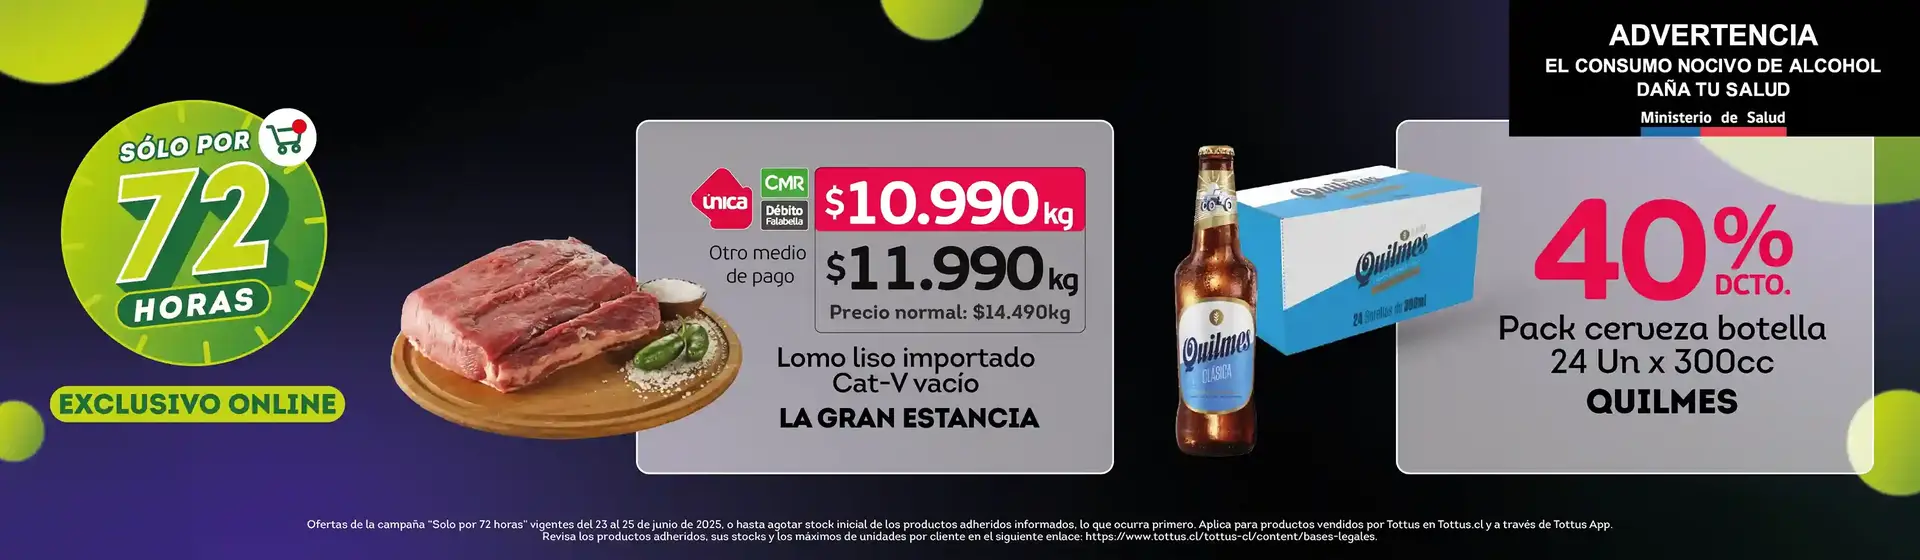 SÓLO POR
72
HORAS
EXCLUSIVO ONLINE
única
CMR
Débito
Falabella
$10.990kg
Otro medio
de pago
$11.990kg
Precio normal: $14.490kg
Lomo liso importado
Cat-V vacío
LA GRAN ESTANCIA
Quilmes
CLÁSICA
Quilmes
Quilmes
24 Botellas de 300ml
ADVERTENCIA
EL CONSUMO NOCIVO DE ALCOHOL
DAÑA TU SALUD
Ministerio de Salud
40%
DCTO.
Pack cerveza botella
24 Un x 300cc
QUILMES
Ofertas de la campaña "Solo por 72 horas" vigentes del 23 al 25 de junio de 2025, o hasta agotar stock inicial de los productos adheridos informados, lo que ocurra primero. Aplica para productos vendidos por Tottus en Tottus.cl y a través de Tottus App.
Revisa los productos adheridos, sus stocks y los máximos de unidades por cliente en el siguiente enlace: https://www.tottus.cl/tottus-cl/content/bases-legales.